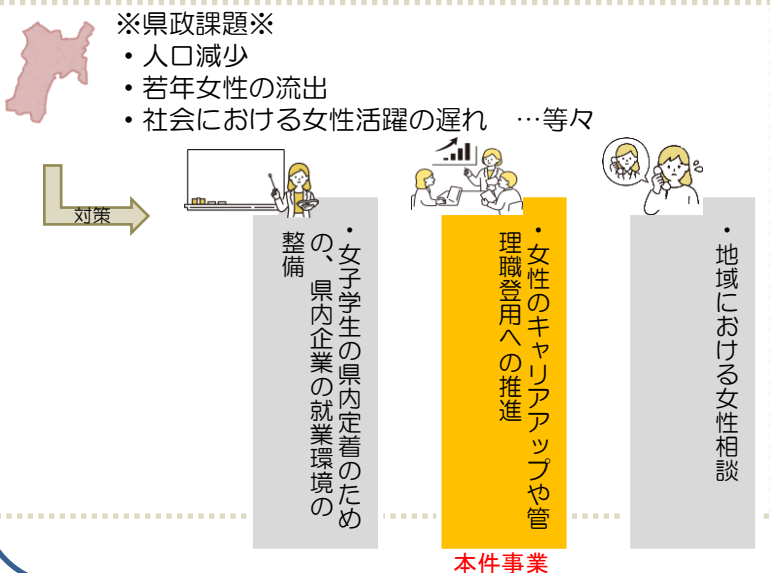 ※県政課題※
・人口減少
・若年女性の流出
・社会における女性活躍の遅れ　…等々
対策
・女子学生の県内定着のため
の、県内企業の就業環境の
整備
・女性のキャリアアップや管
理職登用への推進
・地域における女性相談
本件事業